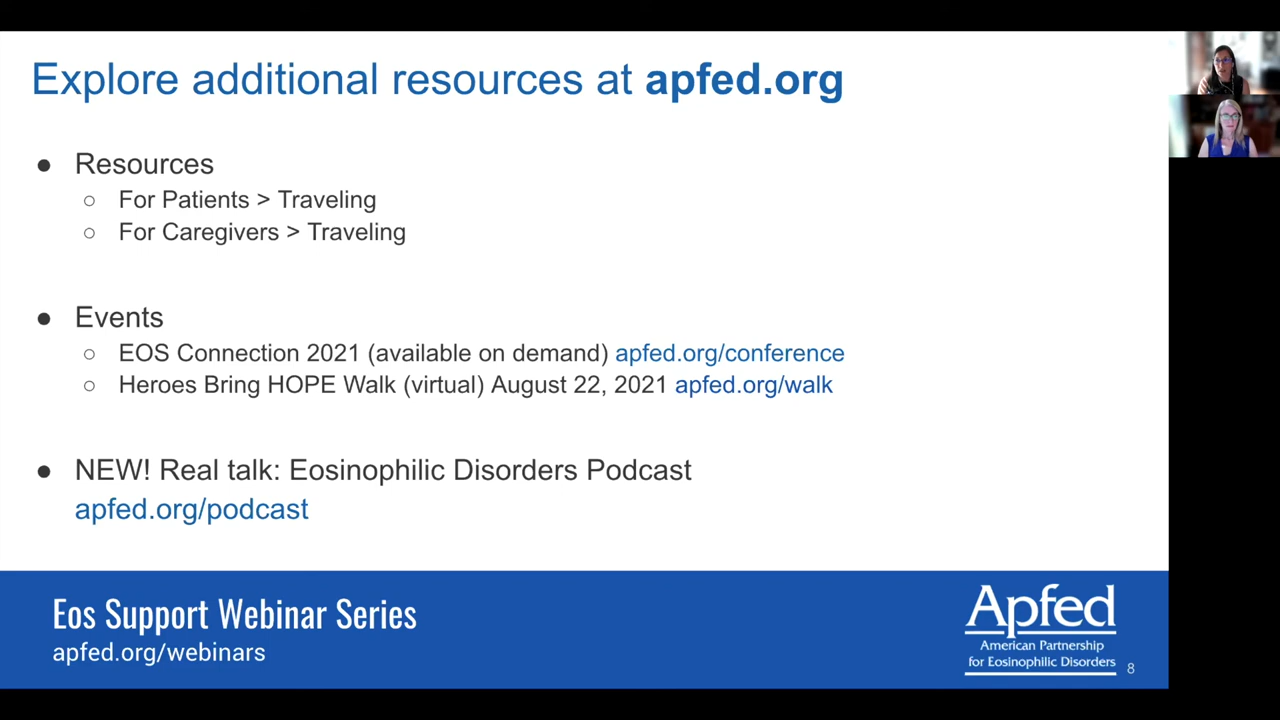 Explore additional resources at apfed.org
● Resources
○ For Patients > Traveling
○ For Caregivers > Traveling
● Events
○ EOS Connection 2021 (available on demand) apfed.org/conference
○ Heroes Bring HOPE Walk (virtual) August 22, 2021 apfed.org/walk
● NEW! Real talk: Eosinophilic Disorders Podcast
apfed.org/podcast
Eos Support Webinar Series
apfed.org/webinars
Apfed
American Partnership
for Eosinophilic Disorders
8